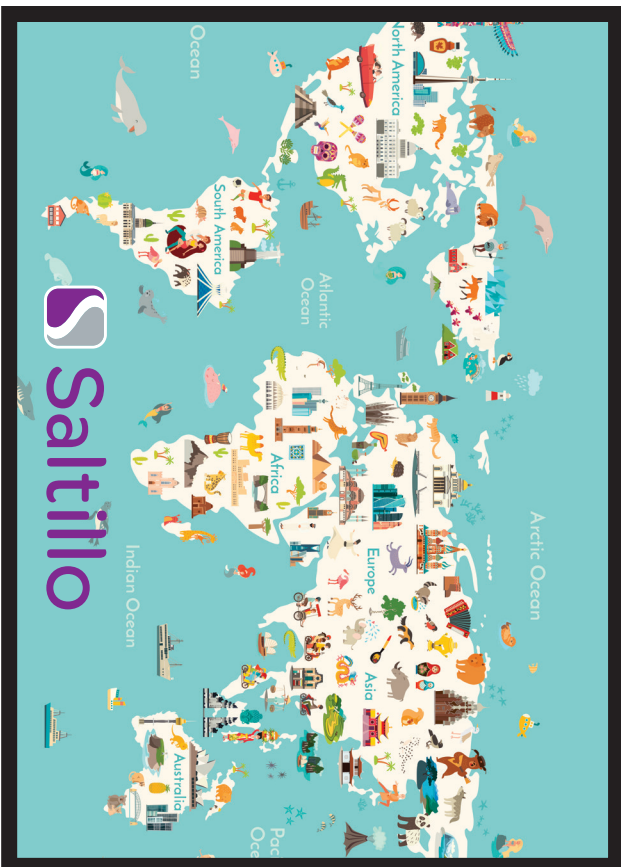 Ocean
North America
South America
Atlantic
Ocean
Africa
Arctic Ocean
Europe
Asia
Indian Ocean
Australia
Pac
Oce
Saltillo